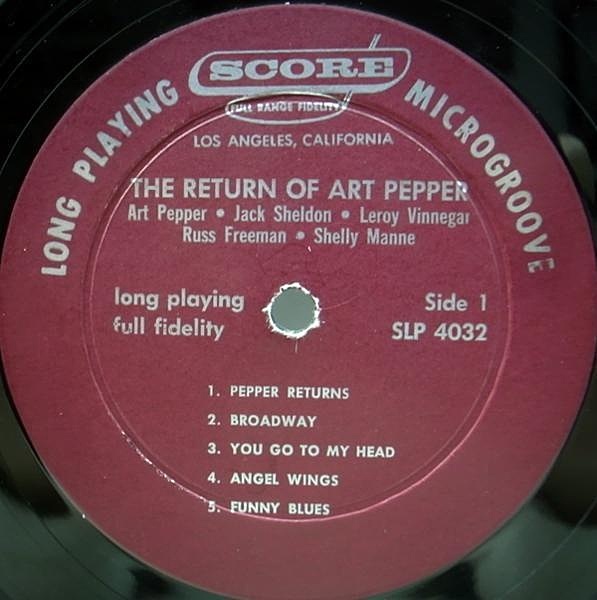 SCORE
FULL RANGE FIDELITY
LONG PLAYING
MICROGROOVE
LOS ANGELES, CALIFORNIA
THE RETURN OF ART PEPPER
Art Pepper • Jack Sheldon • Leroy Vinnegar
Russ Freeman • Shelly Manne
long playing
full fidelity
Side 1
SLP 4032
1. PEPPER RETURNS
2. BROADWAY
3. YOU GO TO MY HEAD
4. ANGEL WINGS
5. FUNNY BLUES